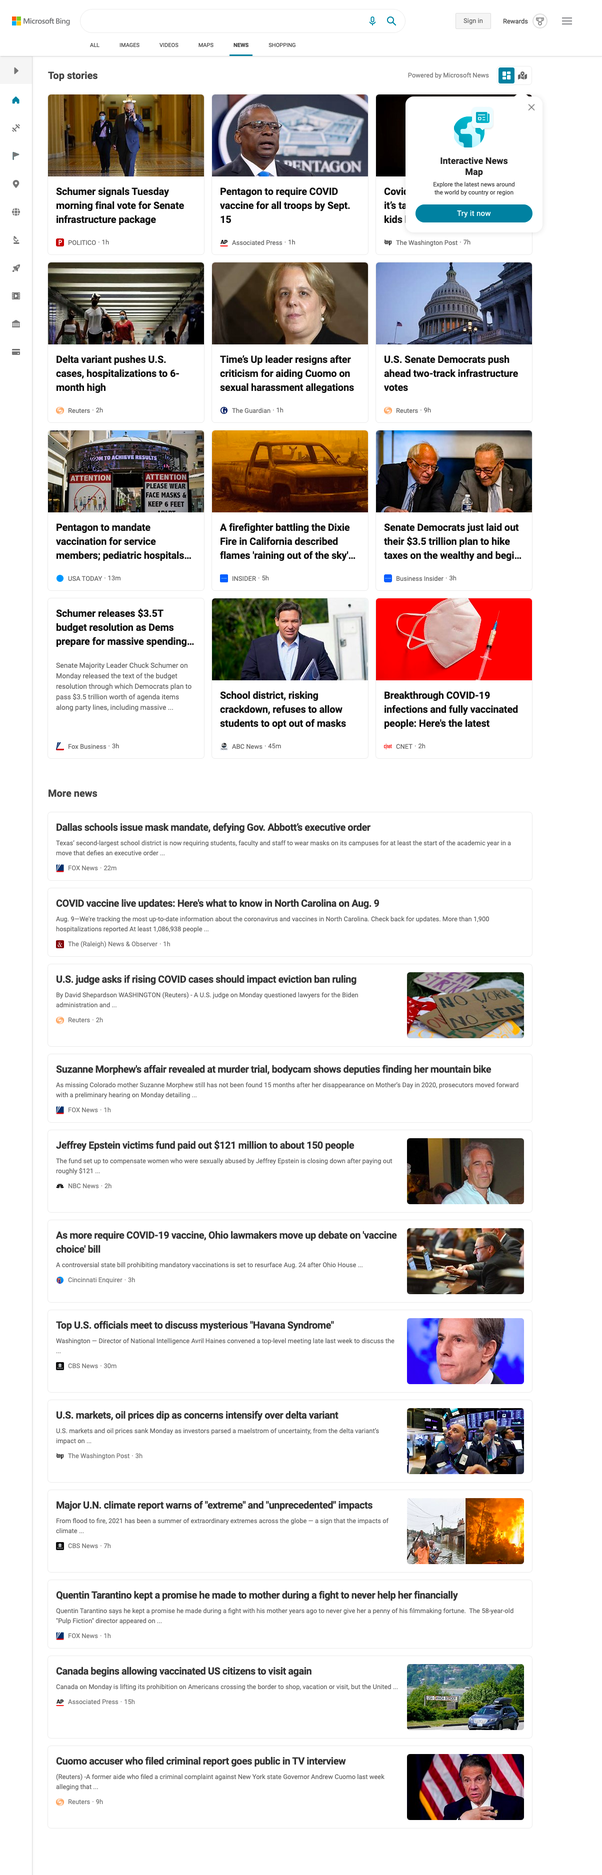 Microsoft Bing
Sign in
Rewards
ALL
IMAGES
VIDEOS
MAPS
NEWS
SHOPPING
Top stories
Powered by Microsoft News
Interactive News
Map
Explore the latest news around
the world by country or region
Try it now
PENTAGON
Schumer signals Tuesday
morning final vote for Senate
infrastructure package
POLITICO · 1h
Pentagon to require COVID
vaccine for all troops by Sept.
15
AP Associated Press · 1h
it's ta
kids
wp The Washington Post · 7h
Delta variant pushes U.S.
cases, hospitalizations to 6-
month high
Reuters · 2h
Time's Up leader resigns after
criticism for aiding Cuomo on
sexual harassment allegations
The Guardian · 1h
U.S. Senate Democrats push
ahead two-track infrastructure
votes
Reuters · 9h
TO ACHIEVE RESULTS
ATTENTION
ATTENTION
PLEASE WEAR
FACE MASKS &
KEEP 6 FEET
Pentagon to mandate
vaccination for service
members; pediatric hospitals...
USA TODAY · 13m
A firefighter battling the Dixie
Fire in California described
flames 'raining out of the sky'...
INSIDER · 5h
Senate Democrats just laid out
their $3.5 trillion plan to hike
taxes on the wealthy and begi...
Business Insider · 3h
Schumer releases $3.5T
budget resolution as Dems
prepare for massive spending...
Senate Majority Leader Chuck Schumer on
Monday released the text of the budget
resolution through which Democrats plan to
pass $3.5 trillion worth of agenda items
along party lines, including massive ...
Fox Business · 3h
School district, risking
crackdown, refuses to allow
students to opt out of masks
ABC News · 45m
Breakthrough COVID-19
infections and fully vaccinated
people: Here's the latest
CNET · 2h
More news
Dallas schools issue mask mandate, defying Gov. Abbott's executive order
Texas' second-largest school district is now requiring students, faculty and staff to wear masks on its campuses for at least the start of the academic year in a
move that defies an executive order ...
FOX News · 22m
COVID vaccine live updates: Here's what to know in North Carolina on Aug. 9
Aug. 9—We're tracking the most up-to-date information about the coronavirus and vaccines in North Carolina. Check back for updates. More than 1,900
hospitalizations reported At least 1,086,938 people ...
The (Raleigh) News & Observer · 1h
U.S. judge asks if rising COVID cases should impact eviction ban ruling
By David Shepardson WASHINGTON (Reuters) - A U.S. judge on Monday questioned lawyers for the Biden
administration and ...
Reuters · 2h
NO WORK
NO RENT
Suzanne Morphew's affair revealed at murder trial, bodycam shows deputies finding her mountain bike
As missing Colorado mother Suzanne Morphew still has not been found 15 months after her disappearance on Mother's Day in 2020, prosecutors moved forward
with a preliminary hearing on Monday detailing ...
FOX News · 1h
Jeffrey Epstein victims fund paid out $121 million to about 150 people
The fund set up to compensate women who were sexually abused by Jeffrey Epstein is closing down after paying out
roughly $121 ...
NBC News · 2h
As more require COVID-19 vaccine, Ohio lawmakers move up debate on 'vaccine
choice' bill
A controversial state bill prohibiting mandatory vaccinations is set to resurface Aug. 24 after Ohio House ...
Cincinnati Enquirer · 3h
Top U.S. officials meet to discuss mysterious "Havana Syndrome"
Washington — Director of National Intelligence Avril Haines convened a top-level meeting late last week to discuss the
...
CBS News · 30m
U.S. markets, oil prices dip as concerns intensify over delta variant
U.S. markets and oil prices sank Monday as investors parsed a maelstrom of uncertainty, from the delta variant's
impact on ...
wp The Washington Post · 3h
Major U.N. climate report warns of "extreme" and "unprecedented" impacts
From flood to fire, 2021 has been a summer of extraordinary extremes across the globe — a sign that the impacts of
climate ...
CBS News · 7h
Quentin Tarantino kept a promise he made to mother during a fight to never help her financially
Quentin Tarantino says he kept a promise he made during a fight with his mother years ago to never give her a penny of his filmmaking fortune. The 58-year-old
"Pulp Fiction" director appeared on ...
FOX News · 1h
Canada begins allowing vaccinated US citizens to visit again
Canada on Monday is lifting its prohibition on Americans crossing the border to shop, vacation or visit, but the United ...
AP Associated Press · 15h
Cuomo accuser who filed criminal report goes public in TV interview
(Reuters) -A former aide who filed a criminal complaint against New York state Governor Andrew Cuomo last week
alleging that ...
Reuters · 9h